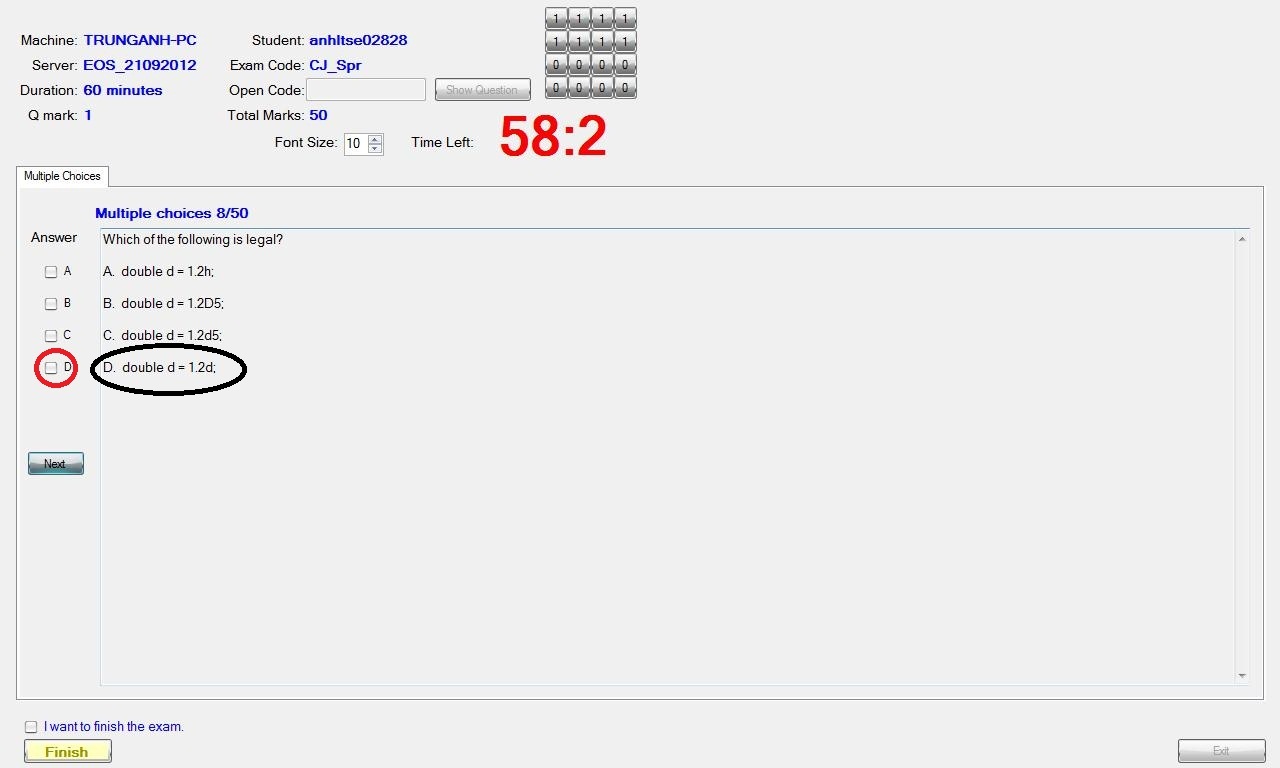 Machine: TRUNGANH-PC Student: anhltse02828
Server: EOS_21092012 Exam Code: CJ_Spr
Duration: 60 minutes Open Code: Show Question
Q mark: 1 Total Marks: 50
Font Size: 10 Time Left: 58:2
1 1 1 1
1 1 1 1
0 0 0 0
0 0 0 0
Multiple Choices
Multiple choices 8/50
Answer Which of the following is legal?
A A. double d = 1.2h;
B B. double d = 1.2D5;
C C. double d = 1.2d5;
D D. double d = 1.2d;
Next
I want to finish the exam.
Finish Exit